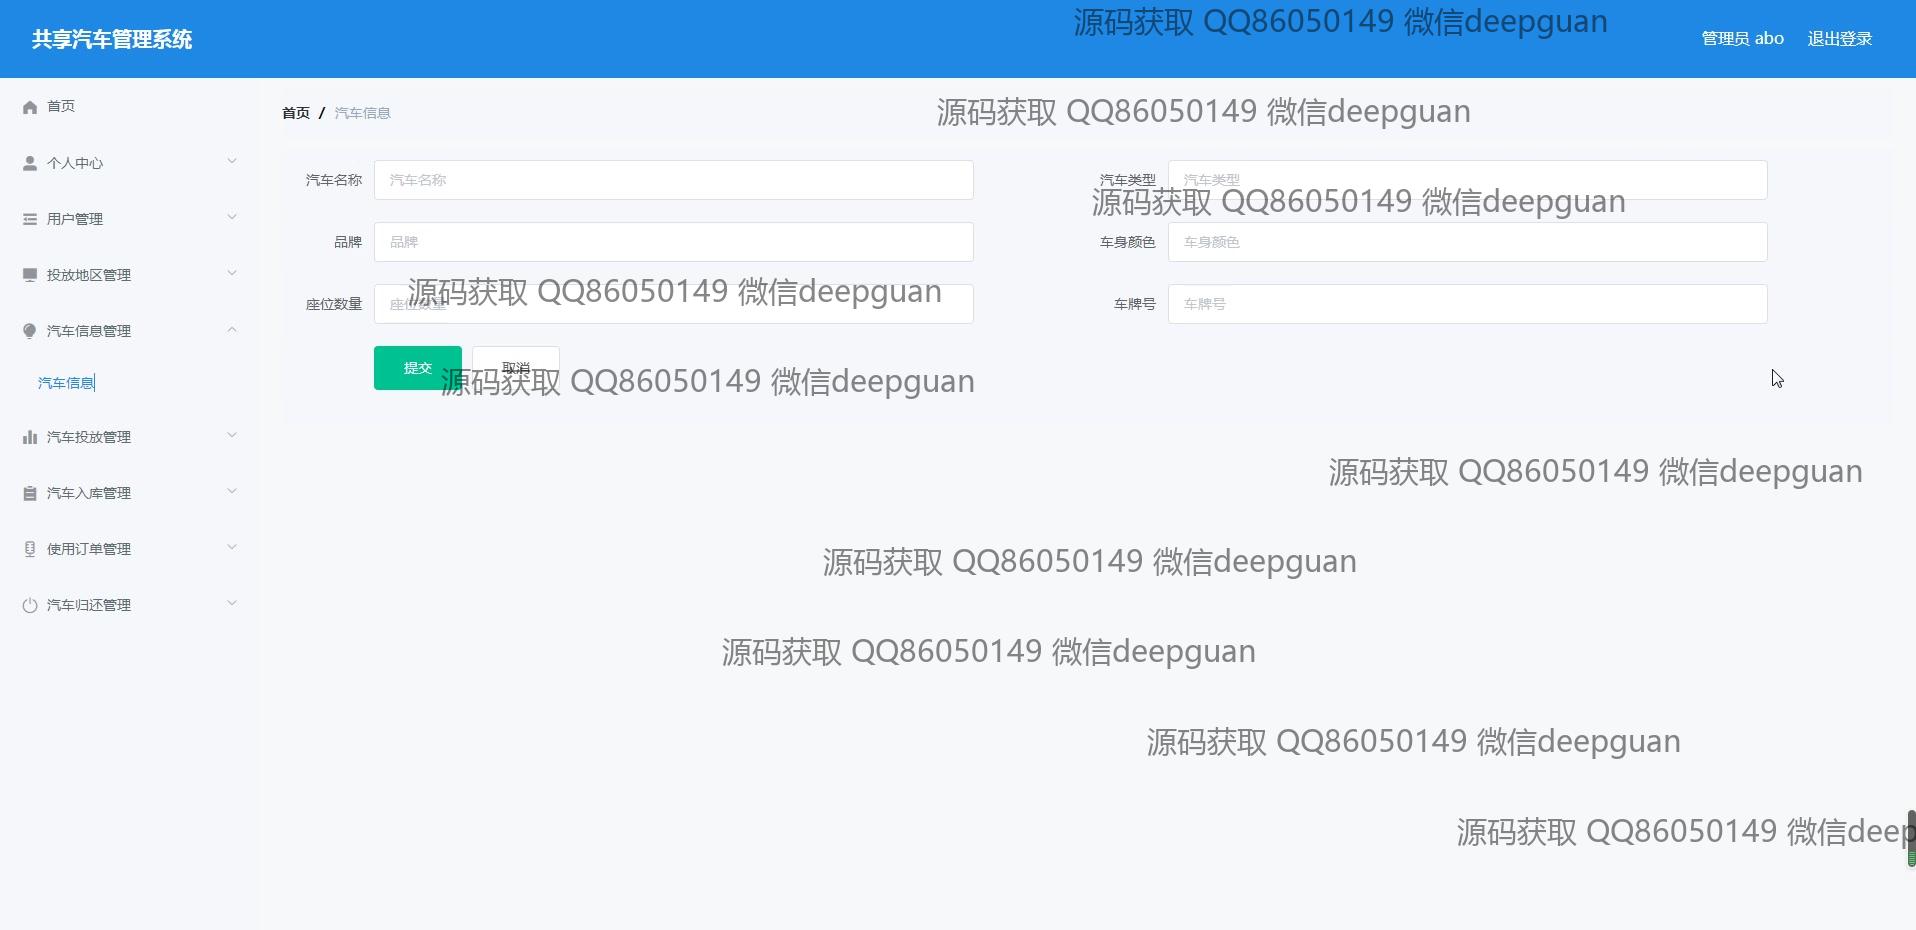 共享汽车管理系统
源码获取 QQ86050149 微信deepguan
管理员 abo 退出登录
首页
个人中心
用户管理
投放地区管理
汽车信息管理
汽车信息
汽车投放管理
汽车入库管理
使用订单管理
汽车归还管理
首页 / 汽车信息
源码获取 QQ86050149 微信deepguan
汽车名称 汽车名称
汽车类型 汽车类型
源码获取 QQ86050149 微信deepguan
品牌 品牌
车身颜色 车身颜色
源码获取 QQ86050149 微信deepguan
座位数量 座位数量
车牌号 车牌号
提交 取消
源码获取 QQ86050149 微信deepguan
源码获取 QQ86050149 微信deepguan
源码获取 QQ86050149 微信deepguan
源码获取 QQ86050149 微信deepguan
源码获取 QQ86050149 微信deepguan
源码获取 QQ86050149 微信deep